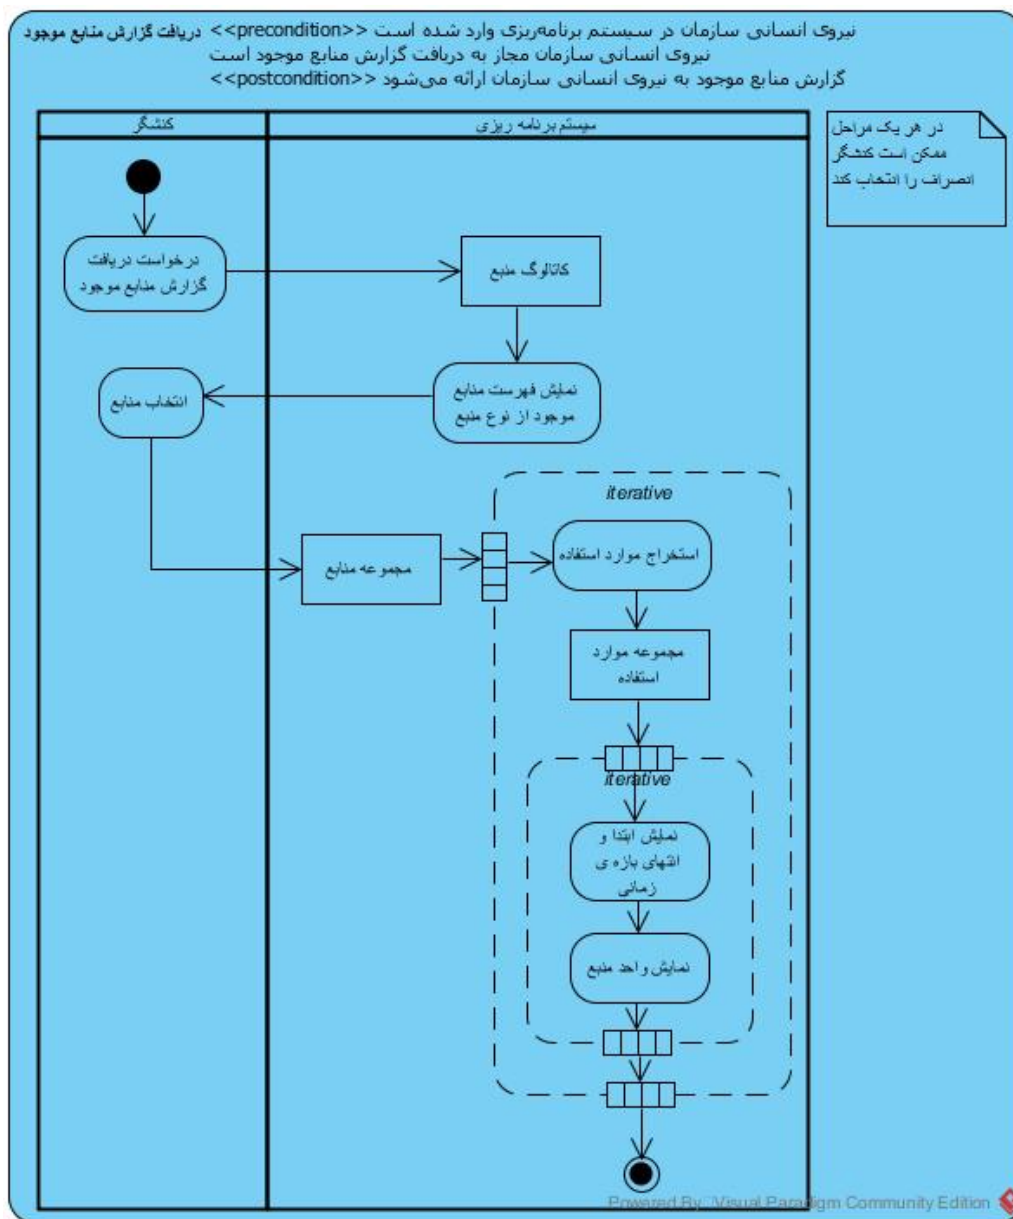 دریافت گزارش منابع موجود <<precondition>> نیروی انسانی سازمان در سیستم برنامه‌ریزی وارد شده است
نیروی انسانی سازمان مجاز به دریافت گزارش منابع موجود است
<<postcondition>> گزارش منابع موجود به نیروی انسانی سازمان ارائه می‌شود
کنشگر
سیستم برنامه ریزی
در هر یک مراحل
ممکن است کنشگر
انصراف را انتخاب کند
درخواست دریافت
گزارش منابع موجود
کاتالوگ منبع
نمایش فهرست منابع
موجود از نوع منبع
انتخاب منابع
مجموعه منابع
iterative
استخراج موارد استفاده
مجموعه موارد
استفاده
iterative
نمایش ابتدا و
انتهای بازه ی
زمانی
نمایش واحد منبع
Powered By Visual Paradigm Community Edition